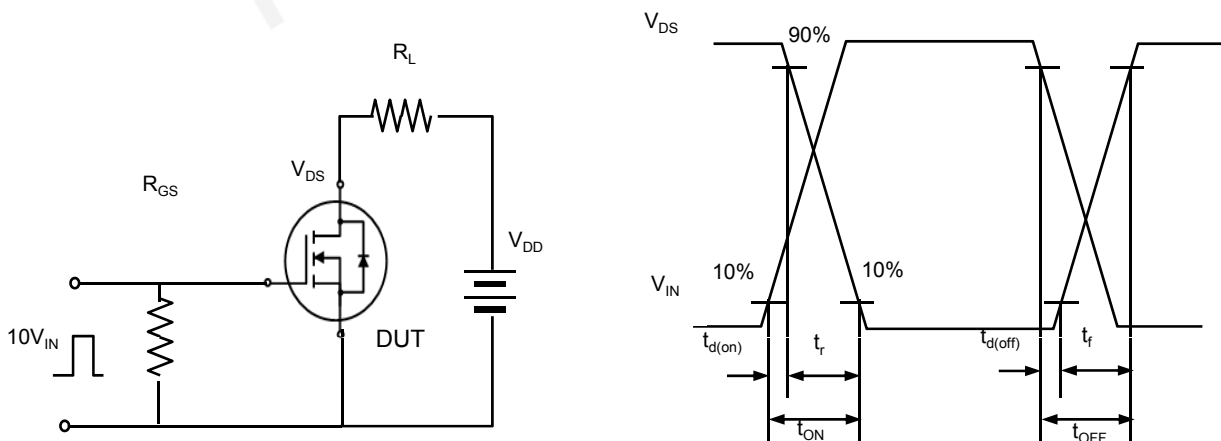 R_L
V_DS
R_GS
V_DD
10V_IN
DUT
V_DS
90%
10%
10%
V_IN
t_d(on)
t_r
t_d(off)
t_f
t_ON
t_OFF